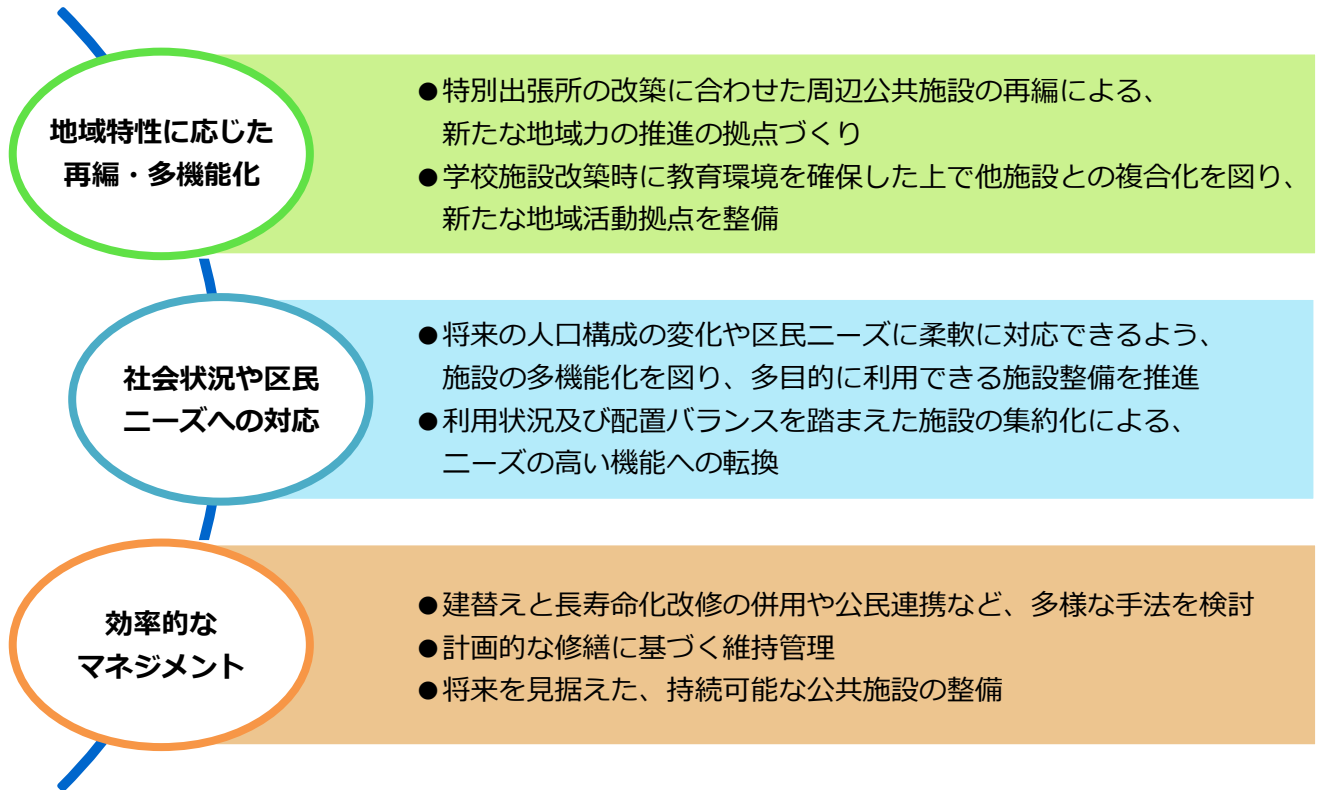 地域特性に応じた
再編・多機能化
●特別出張所の改築に合わせた周辺公共施設の再編による、
新たな地域力の推進の拠点づくり
●学校施設改築時に教育環境を確保した上で他施設との複合化を図り、
新たな地域活動拠点を整備
社会状況や区民
ニーズへの対応
●将来の人口構成の変化や区民ニーズに柔軟に対応できるよう、
施設の多機能化を図り、多目的に利用できる施設整備を推進
●利用状況及び配置バランスを踏まえた施設の集約化による、
ニーズの高い機能への転換
効率的な
マネジメント
●建替えと長寿命化改修の併用や公民連携など、多様な手法を検討
●計画的な修繕に基づく維持管理
●将来を見据えた、持続可能な公共施設の整備